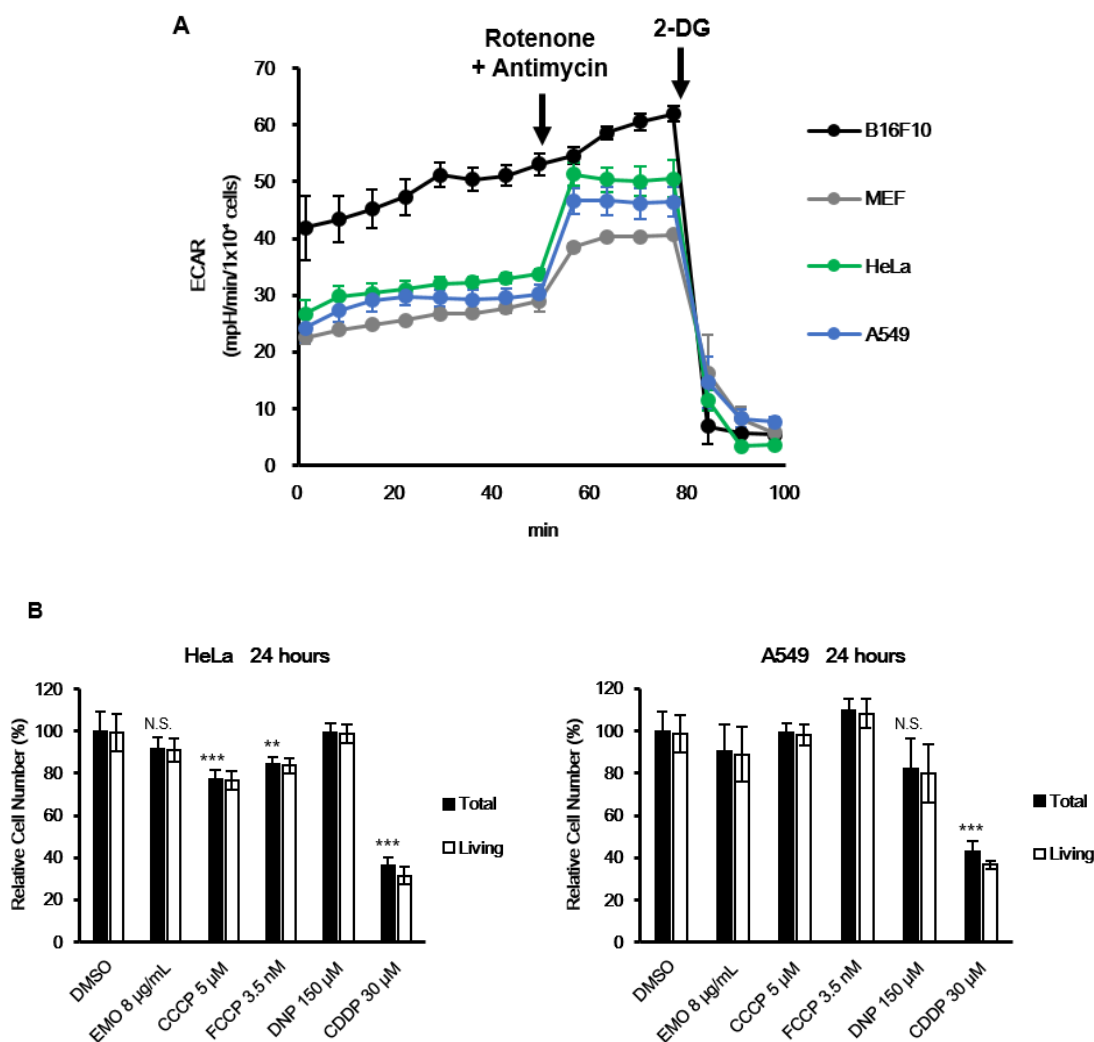 A
Rotenone
+ Antimycin
2-DG
70
60
50
40
30
20
10
0
ECAR
(mpH/min/1x10⁴ cells)
0
20
40
60
80
100
min
B16F10
MEF
HeLa
A549
B
HeLa 24 hours
Relative Cell Number (%)
120
100
80
60
40
20
0
N.S.
***
**
***
Total
Living
DMSO
EMO 8 µg/mL
CCCP 5 µM
FCCP 3.5 nM
DNP 150 µM
CDDP 30 µM
A549 24 hours
Relative Cell Number (%)
120
100
80
60
40
20
0
N.S.
***
Total
Living
DMSO
EMO 8 µg/mL
CCCP 5 µM
FCCP 3.5 nM
DNP 150 µM
CDDP 30 µM